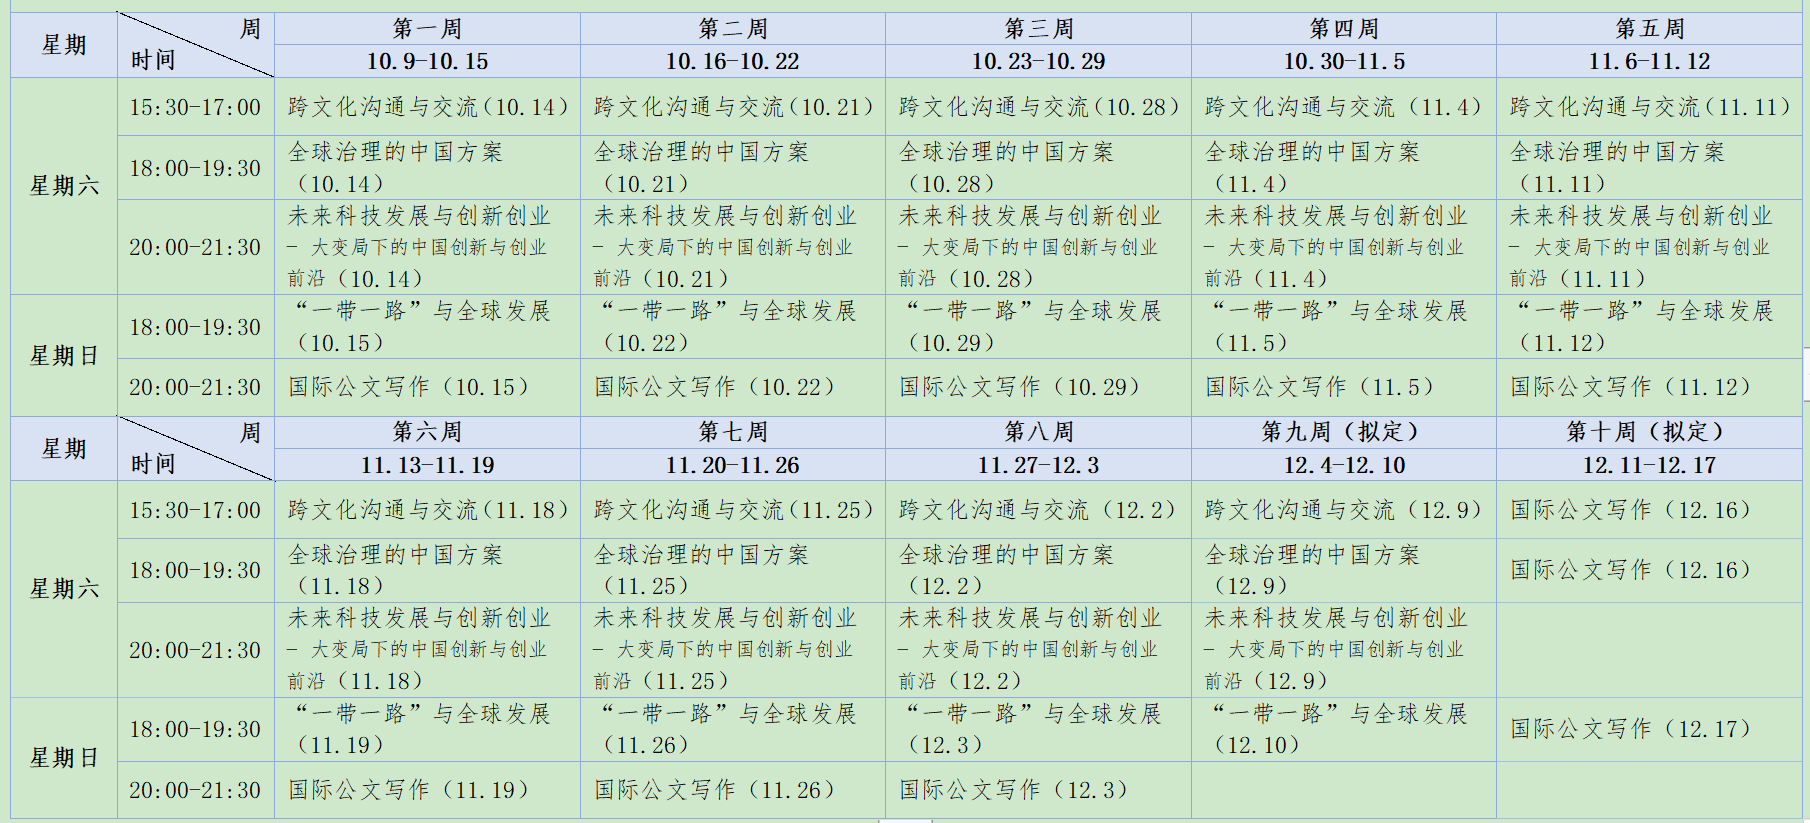 星期 周 时间 第一周 第二周 第三周 第四周 第五周
10.9-10.15 10.16-10.22 10.23-10.29 10.30-11.5 11.6-11.12
星期六
15:30-17:00 跨文化沟通与交流(10.14) 跨文化沟通与交流(10.21) 跨文化沟通与交流(10.28) 跨文化沟通与交流（11.4) 跨文化沟通与交流(11.11)
18:00-19:30 全球治理的中国方案 全球治理的中国方案 全球治理的中国方案 全球治理的中国方案 全球治理的中国方案
（10.14） （10.21） （10.28） （11.4） （11.11）
20:00-21:30 未来科技发展与创新创业 未来科技发展与创新创业 未来科技发展与创新创业 未来科技发展与创新创业 未来科技发展与创新创业
- 大变局下的中国创新与创业 - 大变局下的中国创新与创业 - 大变局下的中国创新与创业 - 大变局下的中国创新与创业 - 大变局下的中国创新与创业
前沿（10.14） 前沿（10.21） 前沿（10.28） 前沿（11.4） 前沿（11.11）
星期日
18:00-19:30 “一带一路”与全球发展 “一带一路”与全球发展 “一带一路”与全球发展 “一带一路”与全球发展 “一带一路”与全球发展
（10.15） （10.22） （10.29） （11.5） （11.12）
20:00-21:30 国际公文写作（10.15） 国际公文写作（10.22） 国际公文写作（10.29） 国际公文写作（11.5） 国际公文写作（11.12）
星期 周 时间 第六周 第七周 第八周 第九周（拟定） 第十周（拟定）
11.13-11.19 11.20-11.26 11.27-12.3 12.4-12.10 12.11-12.17
星期六
15:30-17:00 跨文化沟通与交流(11.18) 跨文化沟通与交流(11.25) 跨文化沟通与交流（12.2) 跨文化沟通与交流（12.9) 国际公文写作（12.16）
18:00-19:30 全球治理的中国方案 全球治理的中国方案 全球治理的中国方案 全球治理的中国方案 国际公文写作（12.16）
（11.18） （11.25） （12.2） （12.9）
20:00-21:30 未来科技发展与创新创业 未来科技发展与创新创业 未来科技发展与创新创业 未来科技发展与创新创业
- 大变局下的中国创新与创业 - 大变局下的中国创新与创业 - 大变局下的中国创新与创业 - 大变局下的中国创新与创业
前沿（11.18） 前沿（11.25） 前沿（12.2） 前沿（12.9）
星期日
18:00-19:30 “一带一路”与全球发展 “一带一路”与全球发展 “一带一路”与全球发展 “一带一路”与全球发展 国际公文写作（12.17）
（11.19） （11.26） （12.3） （12.10）
20:00-21:30 国际公文写作（11.19） 国际公文写作（11.26） 国际公文写作（12.3）